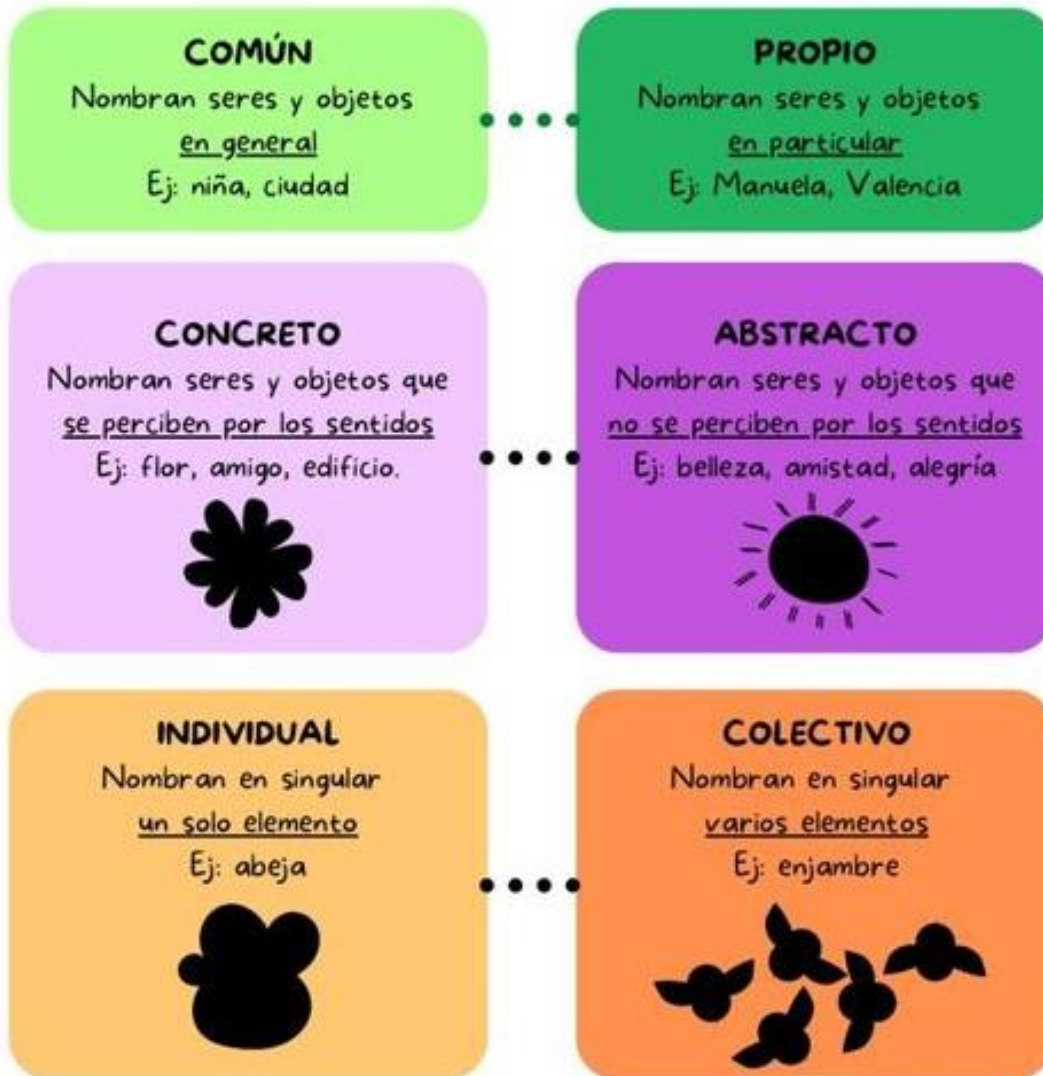 COMÚN
Nombran seres y objetos
en general
Ej: niña, ciudad
PROPIO
Nombran seres y objetos
en particular
Ej: Manuela, Valencia
CONCRETO
Nombran seres y objetos que
se perciben por los sentidos
Ej: flor, amigo, edificio.
ABSTRACTO
Nombran seres y objetos que
no se perciben por los sentidos
Ej: belleza, amistad, alegría
INDIVIDUAL
Nombran en singular
un solo elemento
Ej: abeja
COLECTIVO
Nombran en singular
varios elementos
Ej: enjambre